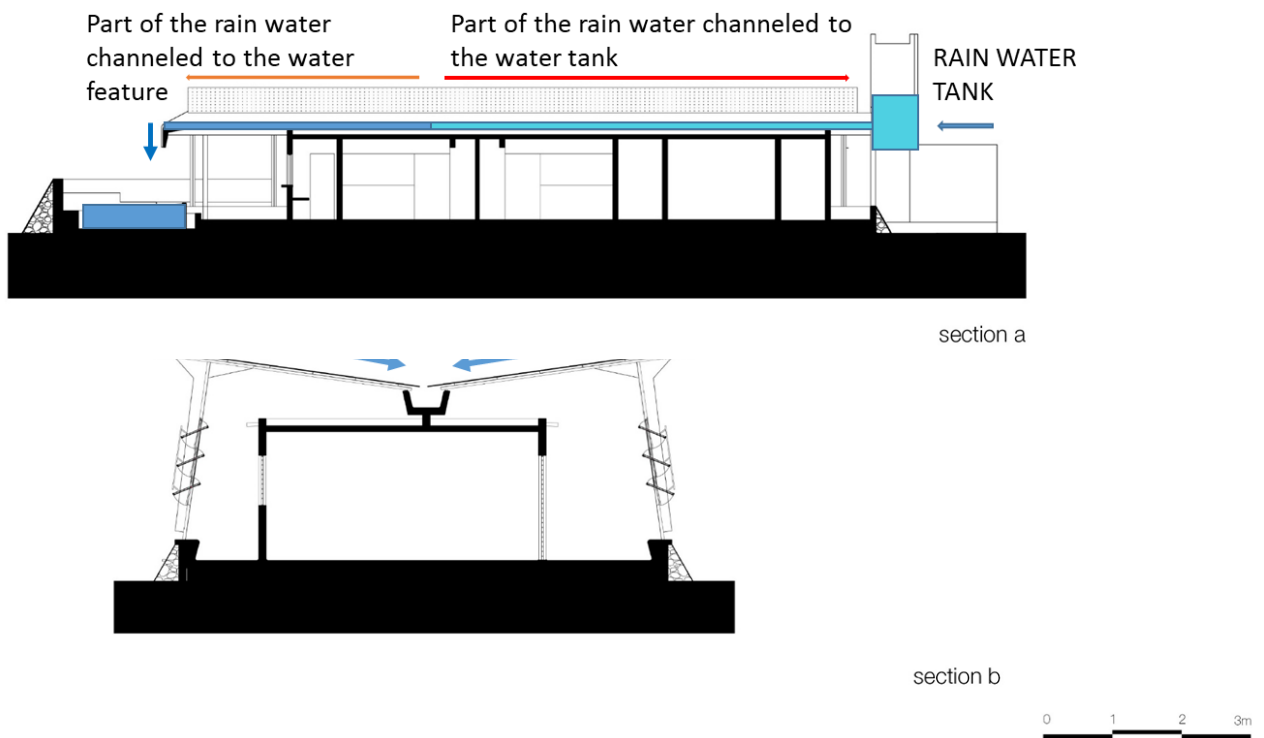 Part of the rain water
channeled to the water
feature
Part of the rain water channeled to
the water tank
RAIN WATER
TANK
section a
section b
0 1 2 3m